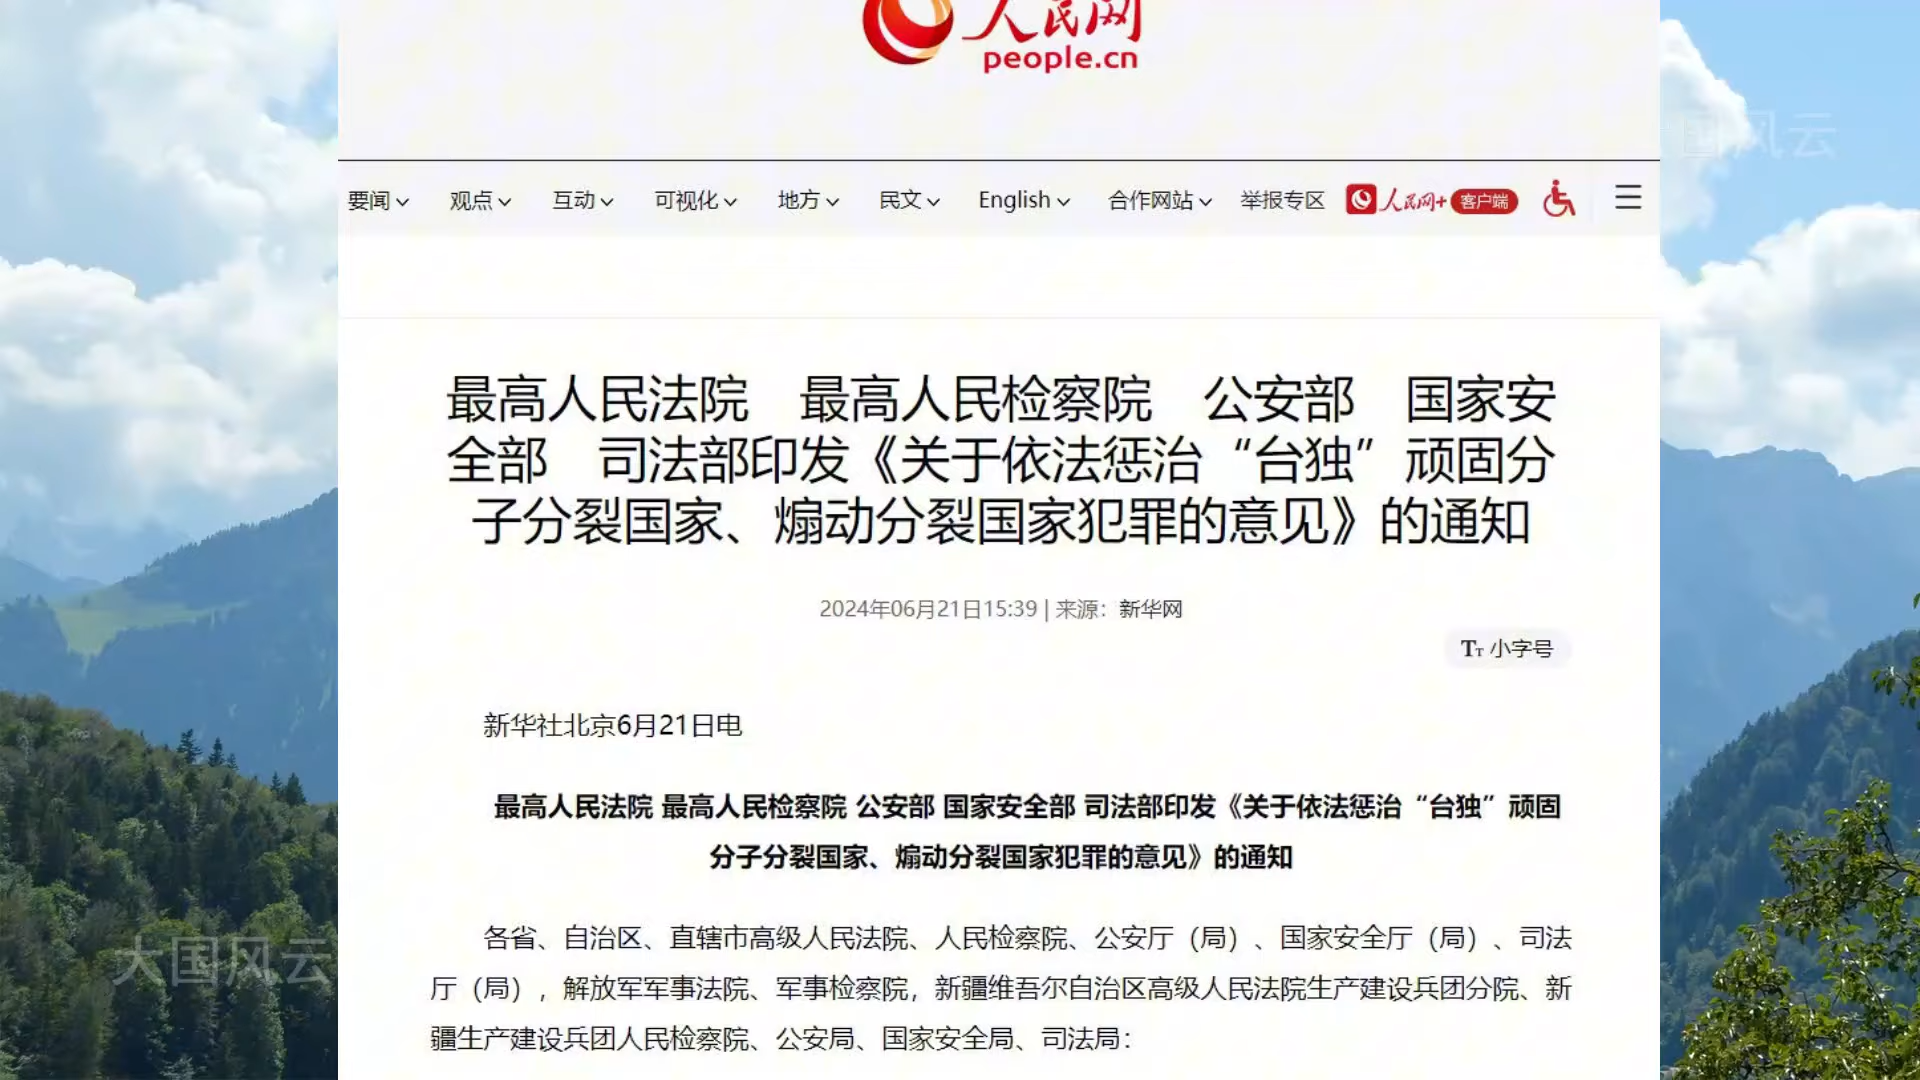 人民网
people.cn
国风云
要闻 观点 互动 可视化 地方 民文 English 合作网站 举报专区 人民网+ 客户端
最高人民法院 最高人民检察院 公安部 国家安
全部 司法部印发《关于依法惩治“台独”顽固分
子分裂国家、煽动分裂国家犯罪的意见》的通知
2024年06月21日15:39 | 来源：新华网
TT 小字号
新华社北京6月21日电
最高人民法院 最高人民检察院 公安部 国家安全部 司法部印发《关于依法惩治“台独”顽固
分子分裂国家、煽动分裂国家犯罪的意见》的通知
各省、自治区、直辖市高级人民法院、人民检察院、公安厅（局）、国家安全厅（局）、司法
厅（局），解放军军事法院、军事检察院，新疆维吾尔自治区高级人民法院生产建设兵团分院、新
疆生产建设兵团人民检察院、公安局、国家安全局、司法局：
大国风云